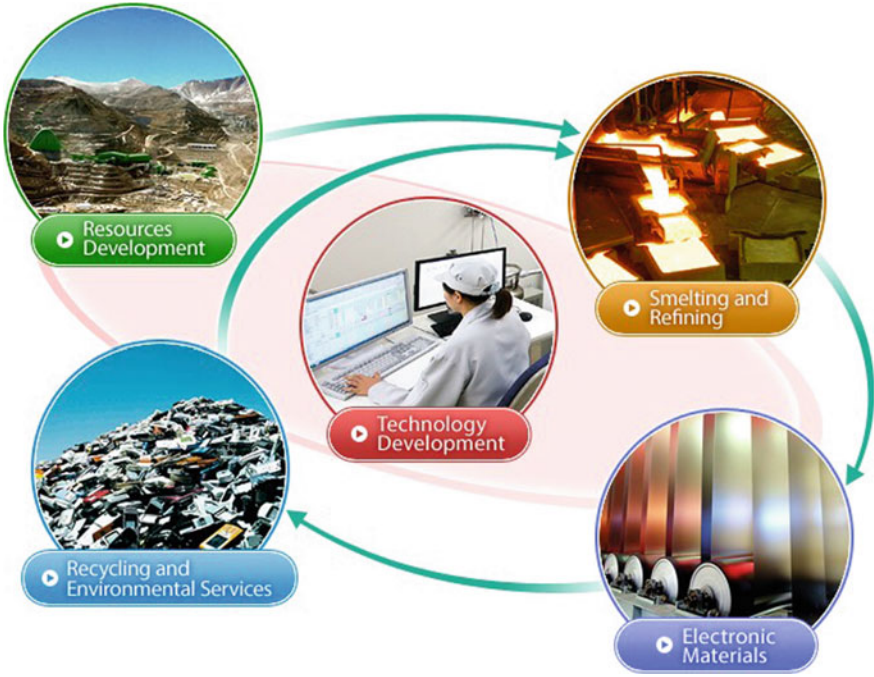 Resources
Development
Smelting and
Refining
Technology
Development
Recycling and
Environmental Services
Electronic
Materials